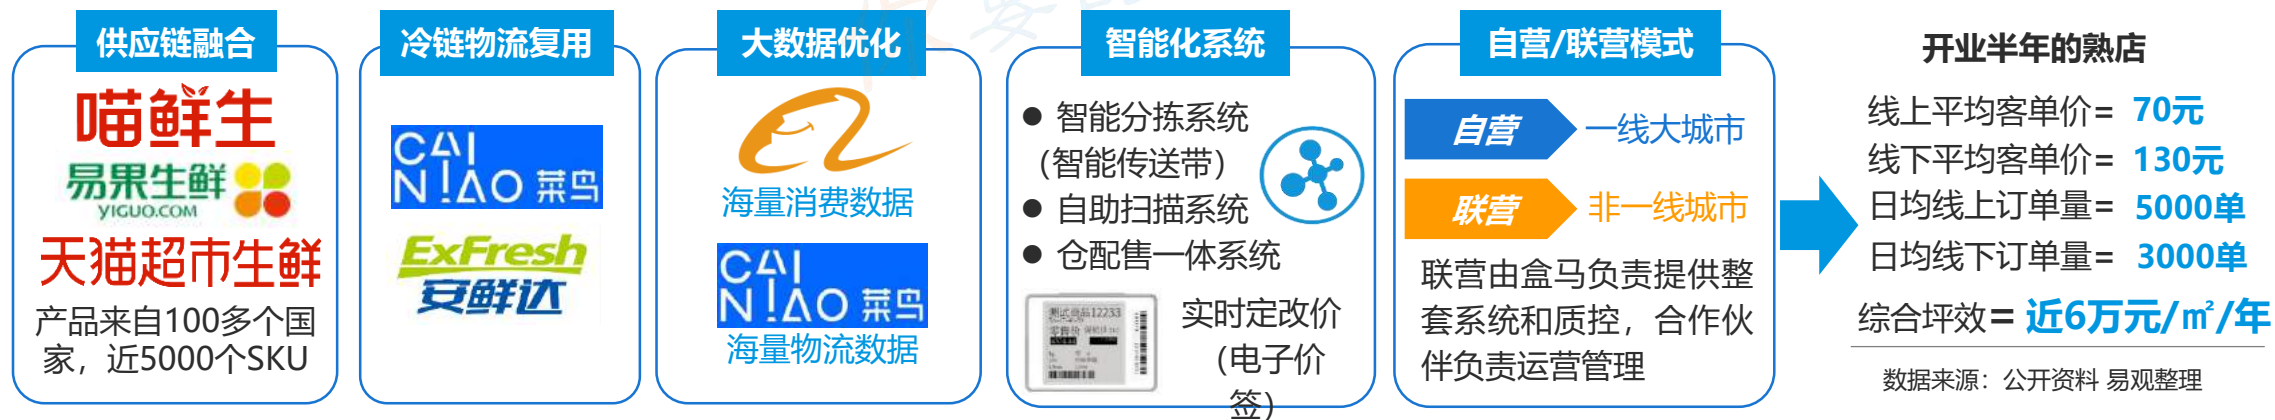 供应链融合
喵鲜生
易果生鲜
YIGUO.COM
天猫超市生鲜
产品来自100多个国
家，近5000个SKU
冷链物流复用
CAI
NIAO 菜鸟
ExFresh
安鲜达
大数据优化
海量消费数据
CAI
NIAO 菜鸟
海量物流数据
智能化系统
● 智能分拣系统
（智能传送带）
● 自助扫描系统
● 仓配售一体系统
测试商品12233
零售价
实时定改价
（电子价
签）
自营/联营模式
自营 一线大城市
联营 非一线城市
联营由盒马负责提供整
套系统和质控，合作伙
伴负责运营管理
开业半年的熟店
线上平均客单价= 70元
线下平均客单价= 130元
日均线上订单量= 5000单
日均线下订单量= 3000单
综合坪效= 近6万元/㎡/年
数据来源：公开资料 易观整理